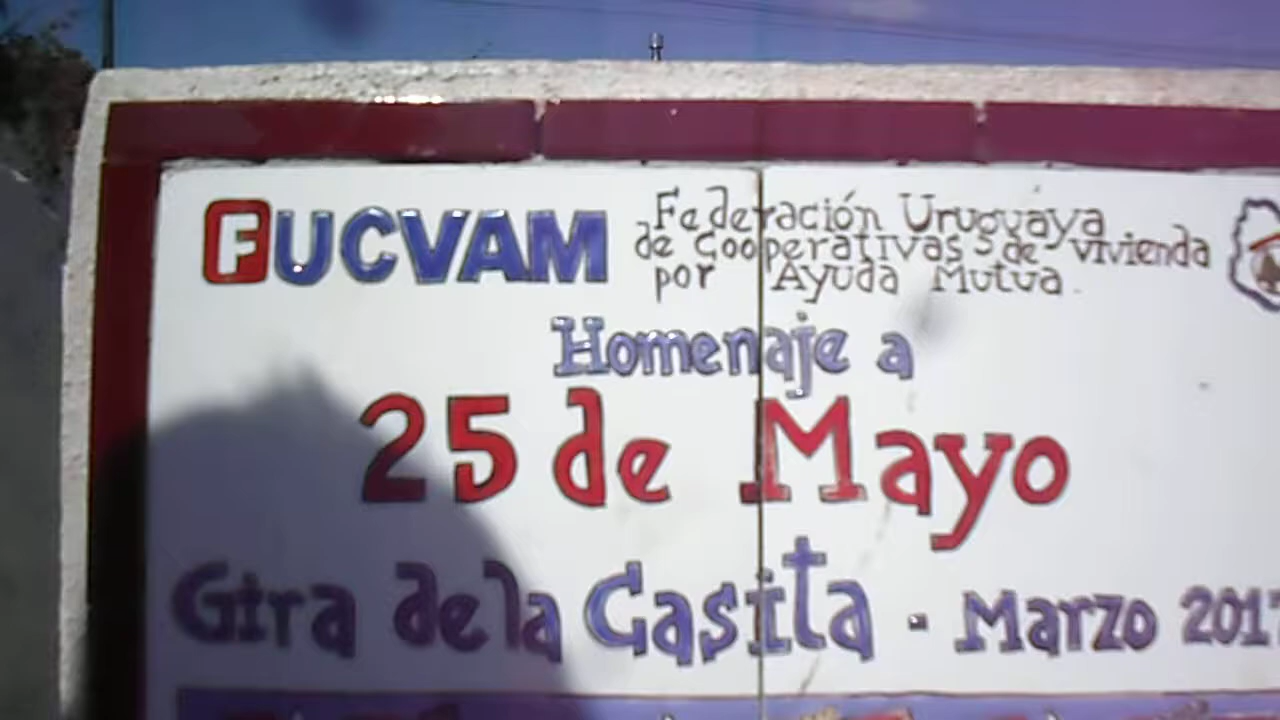 FUCVAM
Federación Uruguaya
de Cooperativas de vivienda
por Ayuda Mutua
Homenaje a
25 de Mayo
Gira de la Casita · Marzo 2017